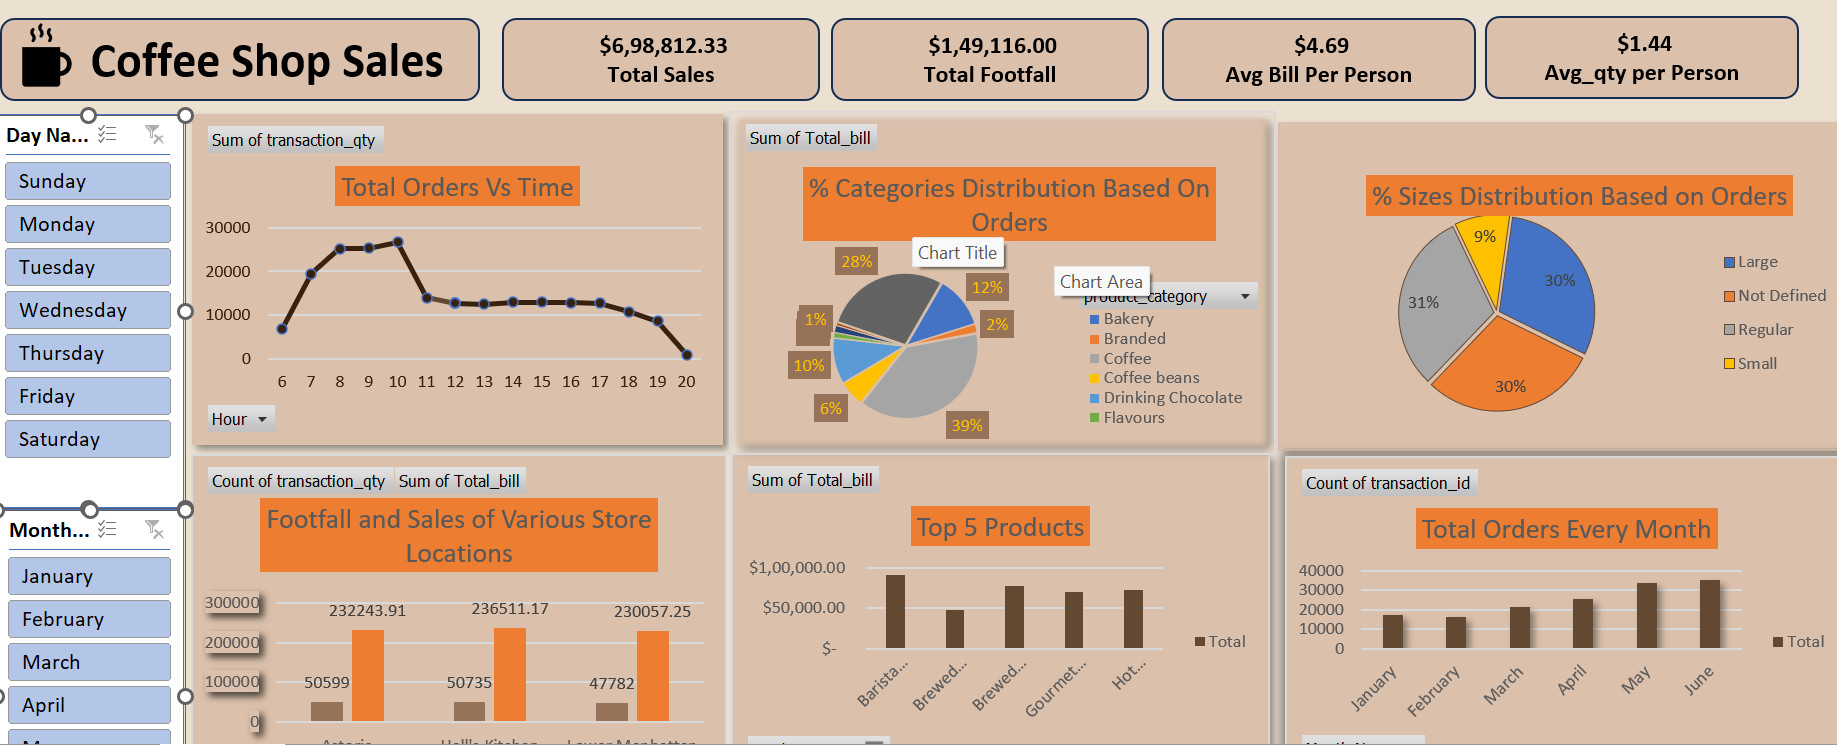 Coffee Shop Sales
$6,98,812.33
Total Sales
$1,49,116.00
Total Footfall
$4.69
Avg Bill Per Person
$1.44
Avg_qty per Person
Day Na...
Sunday
Monday
Tuesday
Wednesday
Thursday
Friday
Saturday
Month...
January
February
March
April
Sum of transaction_qty
Total Orders Vs Time
30000
20000
10000
0
6 7 8 9 10 11 12 13 14 15 16 17 18 19 20
Hour
Sum of Total_bill
% Categories Distribution Based On
Orders
Chart Title
Chart Area
28%
12%
2%
1%
10%
6%
39%
product_category
Bakery
Branded
Coffee
Coffee beans
Drinking Chocolate
Flavours
% Sizes Distribution Based on Orders
9%
30%
31%
30%
Large
Not Defined
Regular
Small
Count of transaction_qty Sum of Total_bill
Footfall and Sales of Various Store
Locations
300000
200000
100000
0
232243.91
236511.17
230057.25
50599
50735
47782
Sum of Total_bill
Top 5 Products
$1,00,000.00
$50,000.00
$-
Barista...
Brewed...
Brewed...
Gourmet...
Hot...
Total
Count of transaction_id
Total Orders Every Month
40000
30000
20000
10000
0
January
February
March
April
May
June
Total